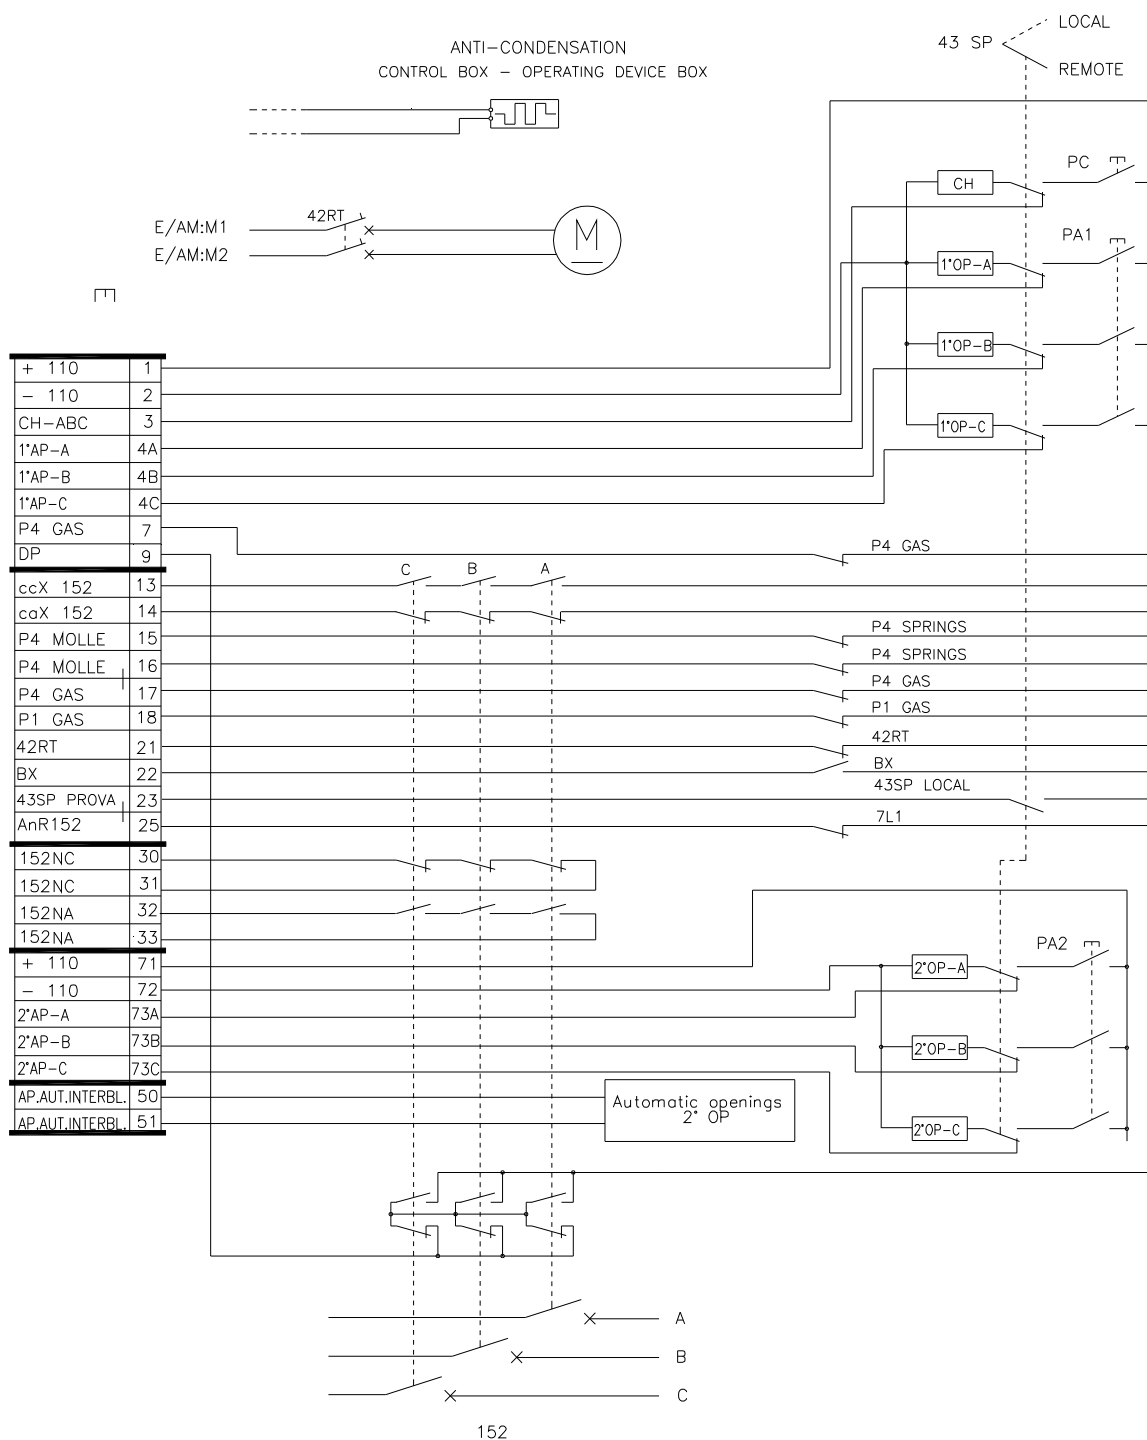 LOCAL
43 SP
REMOTE
ANTI-CONDENSATION
CONTROL BOX - OPERATING DEVICE BOX
PC
CH
E/AM:M1
42RT
M
E/AM:M2
PA1
1°OP-A
1°OP-B
1°OP-C
+ 110 1
- 110 2
CH-ABC 3
1°AP-A 4A
1°AP-B 4B
1°AP-C 4C
P4 GAS 7
DP 9
P4 GAS
C B A
ccX 152 13
caX 152 14
P4 MOLLE 15
P4 SPRINGS
P4 MOLLE 16
P4 SPRINGS
P4 GAS 17
P4 GAS
P1 GAS 18
P1 GAS
42RT 21
42RT
BX 22
BX
43SP PROVA 23
43SP LOCAL
AnR152 25
7L1
152NC 30
152NC 31
152NA 32
152NA 33
+ 110 71
- 110 72
2°AP-A 73A
2°AP-B 73B
2°AP-C 73C
AP.AUT.INTERBL. 50
AP.AUT.INTERBL. 51
PA2
2°OP-A
2°OP-B
2°OP-C
Automatic openings
2° OP
A
B
C
152